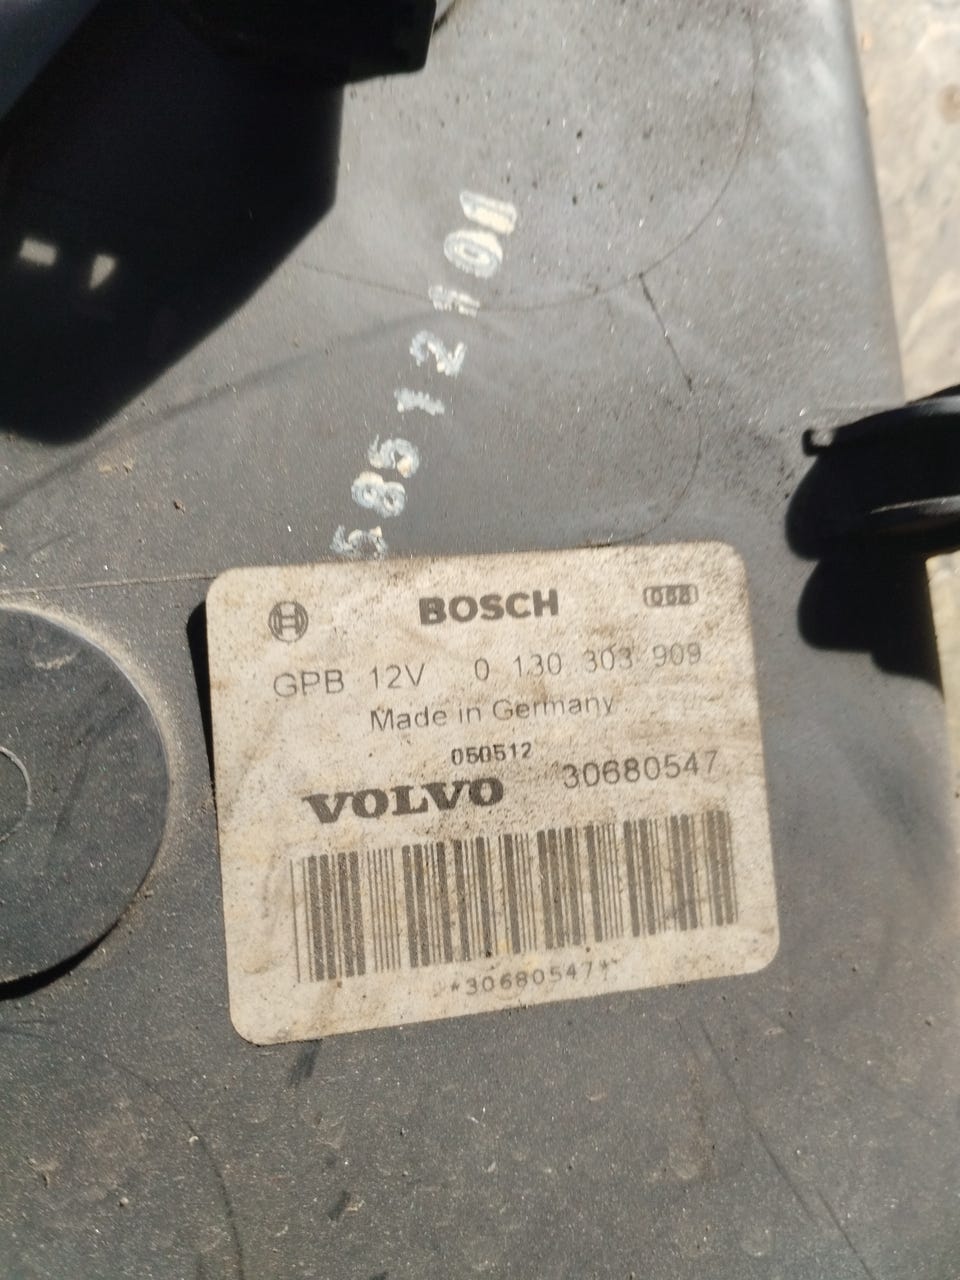 BOSCH
GPB 12V 0 130 303 909
Made in Germany
050512
VOLVO 30680547
*30680547*